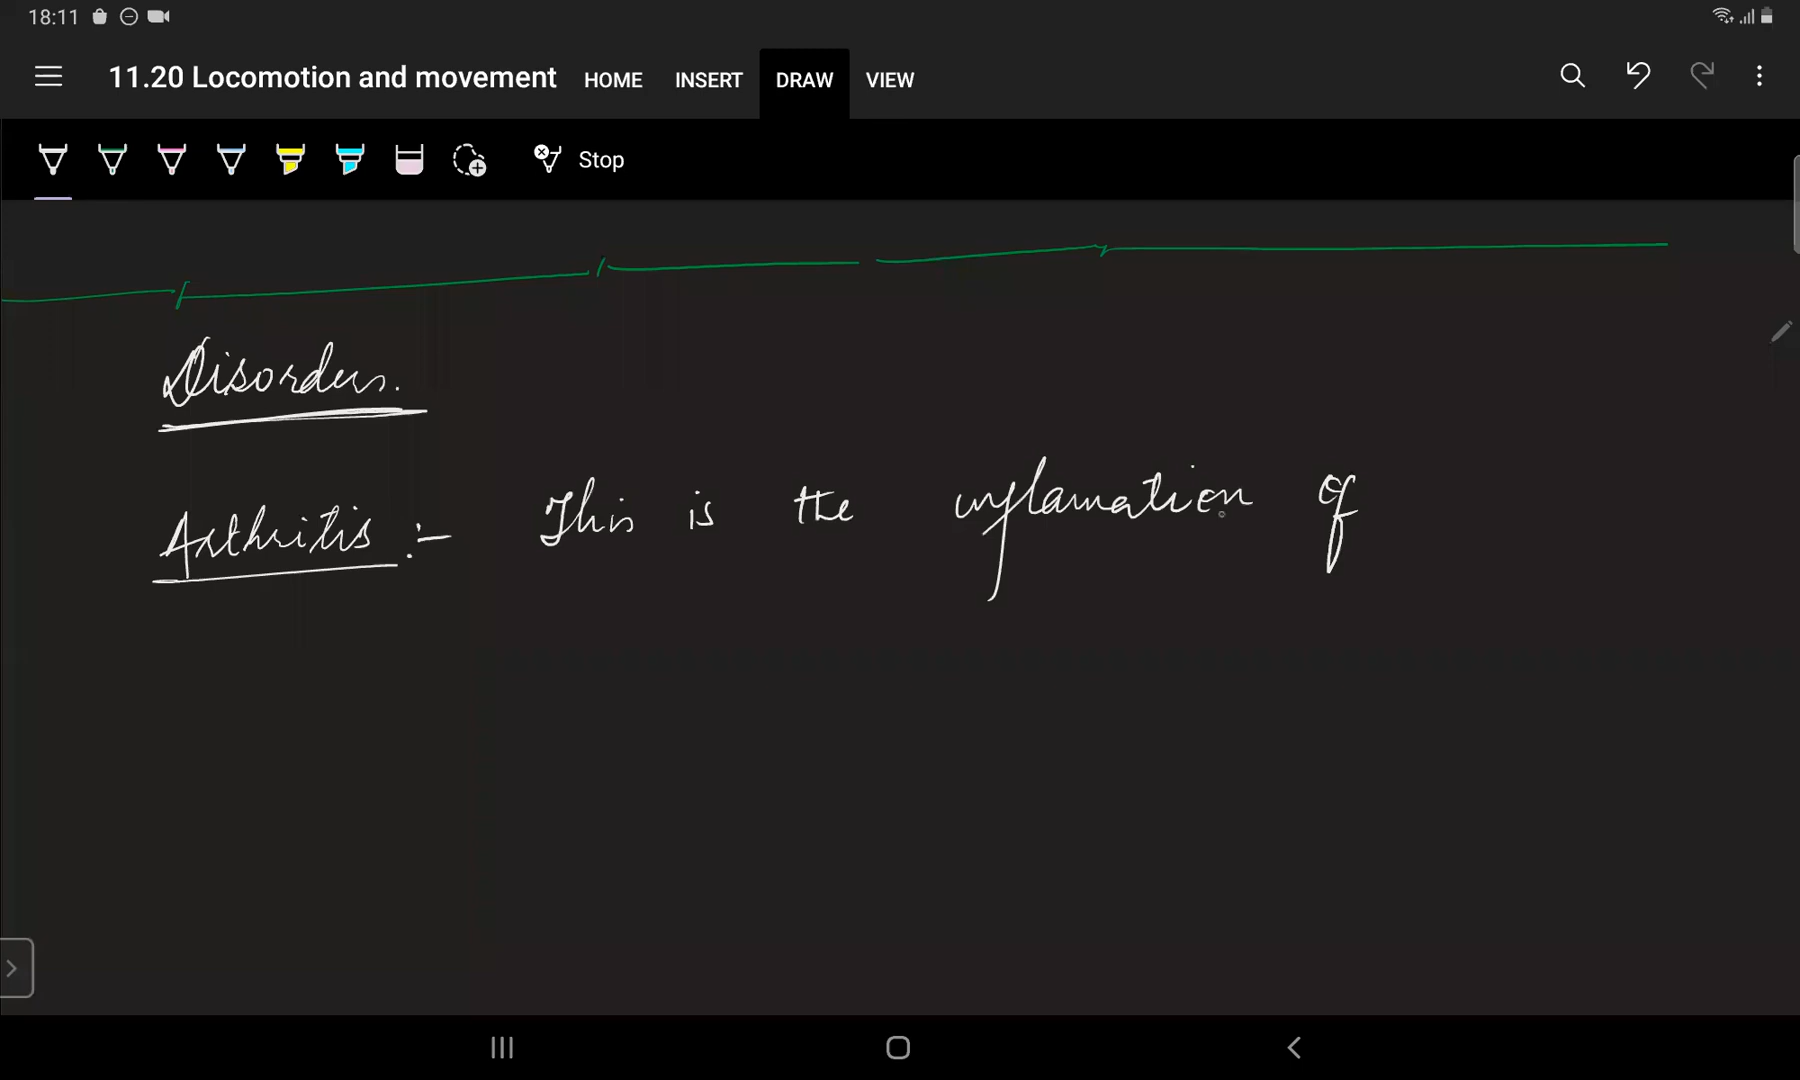 18:11
11.20 Locomotion and movement HOME INSERT DRAW VIEW
Stop
Disorders.
Arthritis :- This is the inflamation of